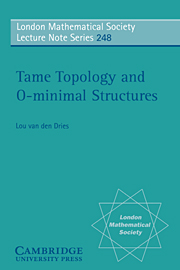 London Mathematical Society
Lecture Note Series 248
Tame Topology and
O-minimal Structures
Lou van den Dries
London
Mathematical
Society
CAMBRIDGE
UNIVERSITY PRESS